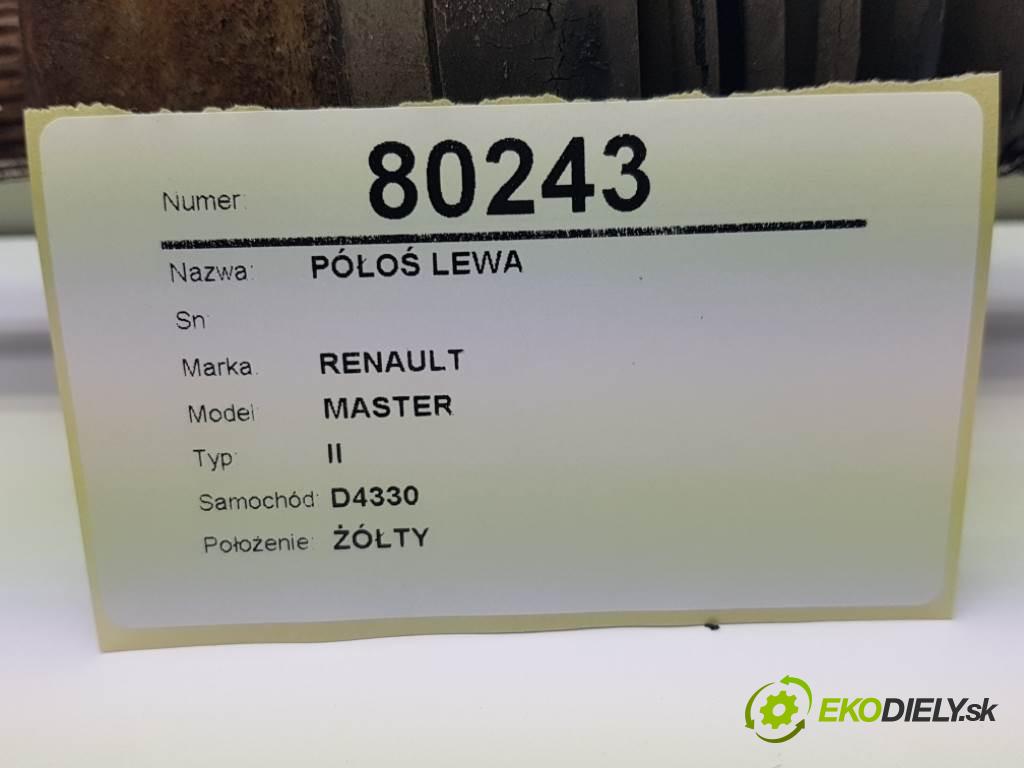 Numer: 80243
Nazwa: PÓŁOŚ LEWA
Sn
Marka: RENAULT
Model MASTER
Typ: II
Samochód: D4330
Położenie: ŻÓŁTY
EKODIELY.sk